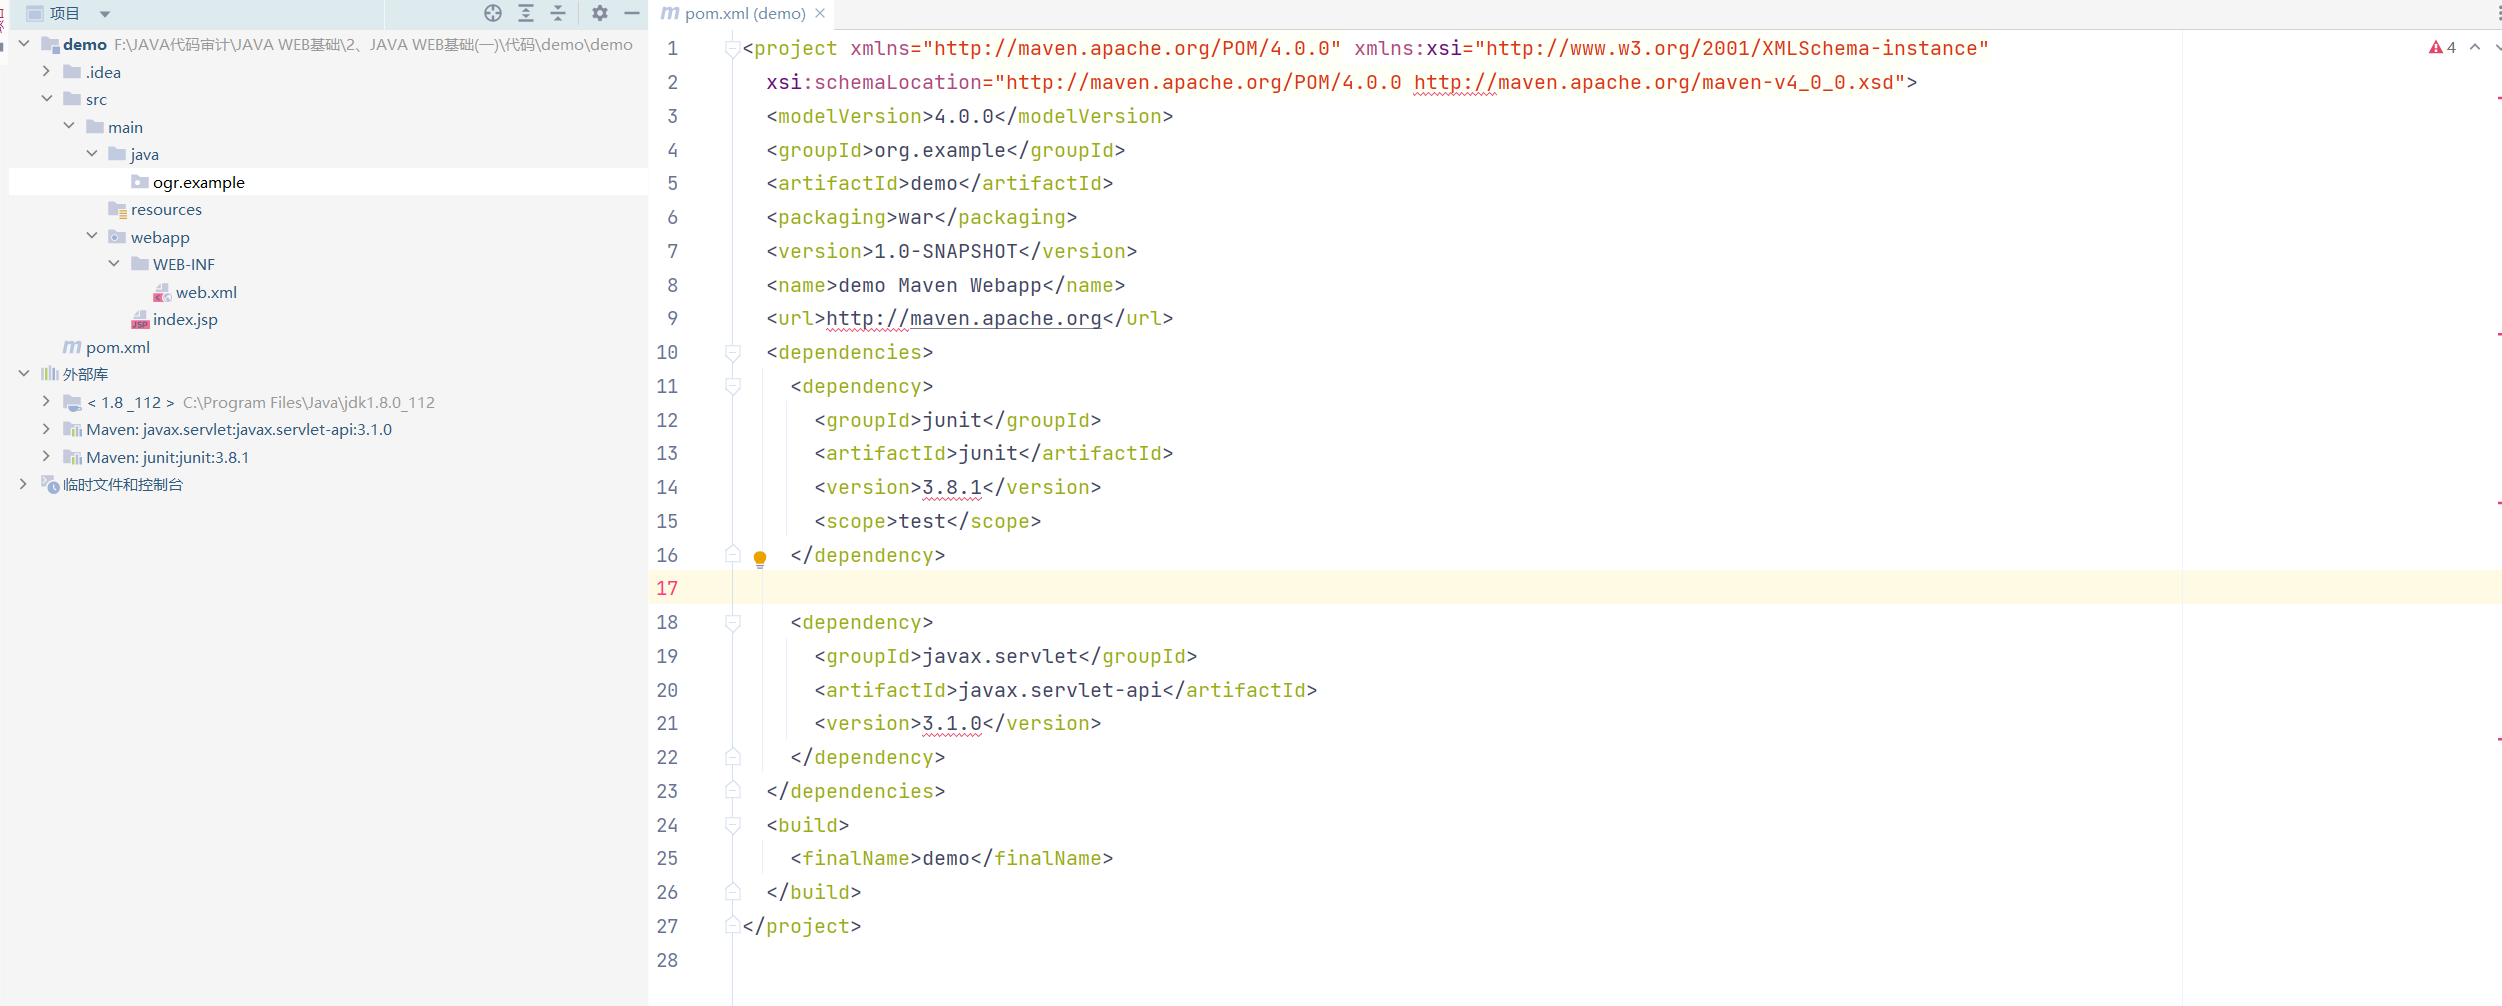 项目
demo F:\JAVA代码审计\JAVA WEB基础\2、JAVA WEB基础(一)\代码\demo\demo
.idea
src
main
java
ogr.example
resources
webapp
WEB-INF
web.xml
index.jsp
pom.xml
外部库
< 1.8 _112 > C:\Program Files\Java\jdk1.8.0_112
Maven: javax.servlet:javax.servlet-api:3.1.0
Maven: junit:junit:3.8.1
临时文件和控制台
pom.xml (demo)
4
1 <project xmlns="http://maven.apache.org/POM/4.0.0" xmlns:xsi="http://www.w3.org/2001/XMLSchema-instance"
2   xsi:schemaLocation="http://maven.apache.org/POM/4.0.0 http://maven.apache.org/maven-v4_0_0.xsd">
3   <modelVersion>4.0.0</modelVersion>
4   <groupId>org.example</groupId>
5   <artifactId>demo</artifactId>
6   <packaging>war</packaging>
7   <version>1.0-SNAPSHOT</version>
8   <name>demo Maven Webapp</name>
9   <url>http://maven.apache.org</url>
10   <dependencies>
11     <dependency>
12       <groupId>junit</groupId>
13       <artifactId>junit</artifactId>
14       <version>3.8.1</version>
15       <scope>test</scope>
16     </dependency>
17
18     <dependency>
19       <groupId>javax.servlet</groupId>
20       <artifactId>javax.servlet-api</artifactId>
21       <version>3.1.0</version>
22     </dependency>
23   </dependencies>
24   <build>
25     <finalName>demo</finalName>
26   </build>
27 </project>
28